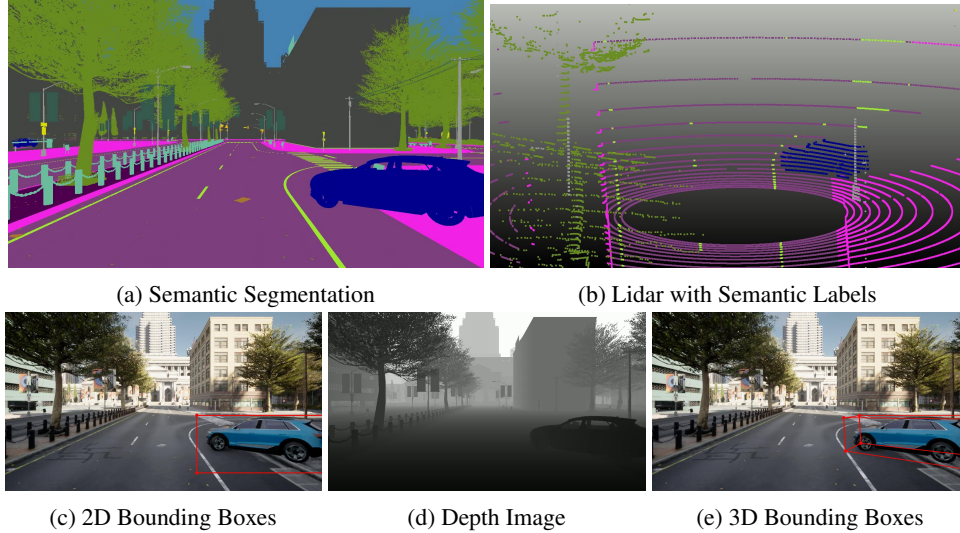 (a) Semantic Segmentation
(b) Lidar with Semantic Labels
(c) 2D Bounding Boxes
(d) Depth Image
(e) 3D Bounding Boxes